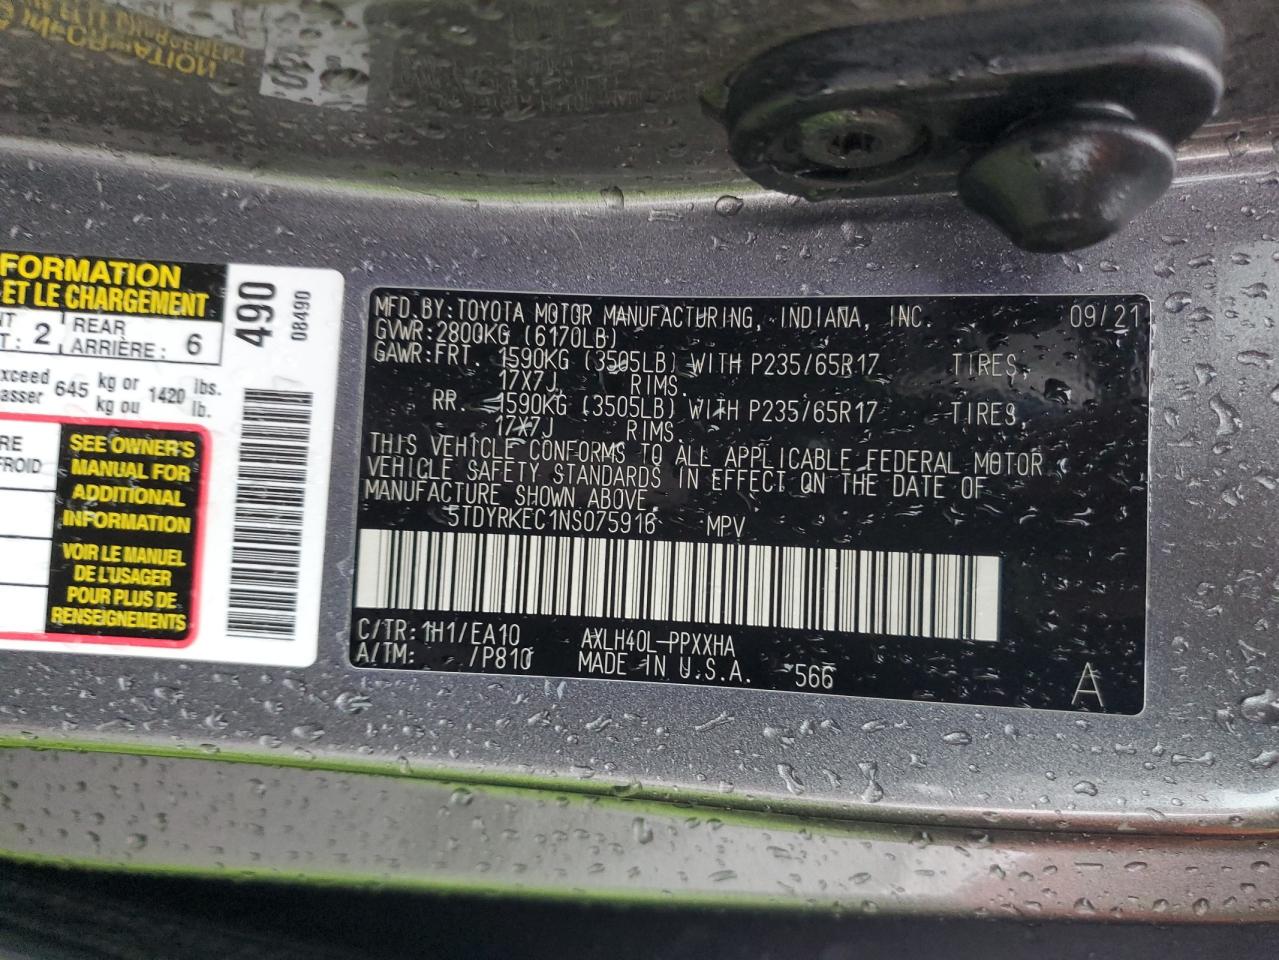 FORMATION
ET LE CHARGEMENT
2 REAR
ARRIÈRE : 6
490
08490
645 kg or 1420 lbs.
kg ou lb.
FROID
SEE OWNER'S
MANUAL FOR
ADDITIONAL
INFORMATION
VOIR LE MANUEL
DE L'USAGER
POUR PLUS DE
RENSEIGNEMENTS
MFD.BY:TOYOTA MOTOR MANUFACTURING, INDIANA, INC. 09/21
GVWR:2800KG (6170LB)
GAWR:FRT. 1590KG (3505LB) WITH P235/65R17 TIRES,
17X7J RIMS.
RR. 1590KG (3505LB) WITH P235/65R17 TIRES,
17X7J RIMS.
THIS VEHICLE CONFORMS TO ALL APPLICABLE FEDERAL MOTOR
VEHICLE SAFETY STANDARDS IN EFFECT ON THE DATE OF
MANUFACTURE SHOWN ABOVE.
5TDYRKEC1NS075916 MPV
C/TR:1H1/EA10 AXLH40L-PPXXHA
A/TM: /P810 MADE IN U.S.A. 566
A